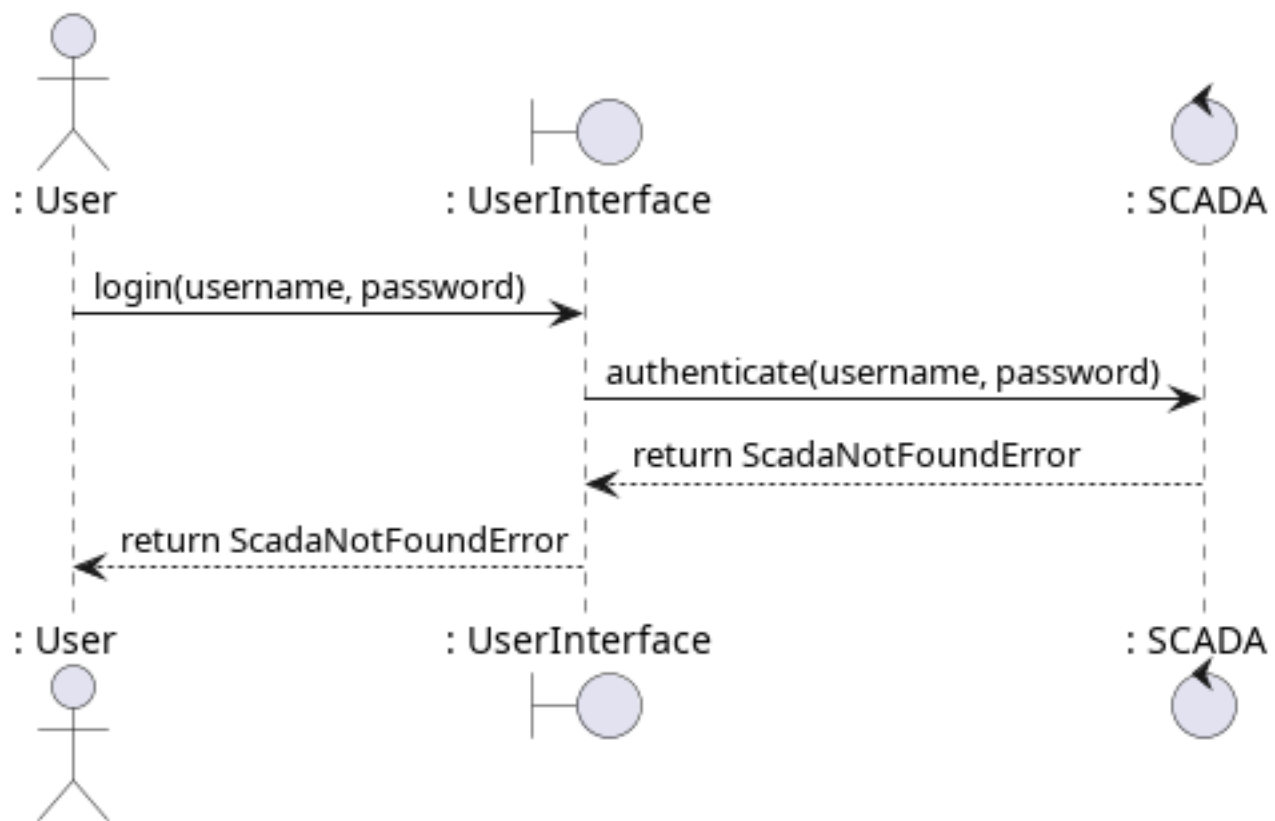 : User
: UserInterface
: SCADA
login(username, password)
authenticate(username, password)
return ScadaNotFoundError
return ScadaNotFoundError
: User
: UserInterface
: SCADA